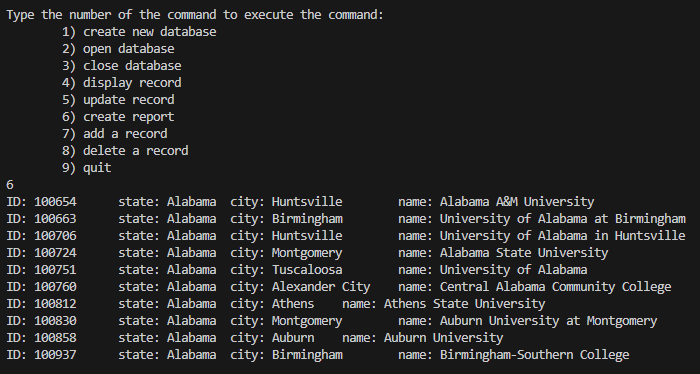 Type the number of the command to execute the command:
1) create new database
2) open database
3) close database
4) display record
5) update record
6) create report
7) add a record
8) delete a record
9) quit
6
ID: 100654 state: Alabama city: Huntsville name: Alabama A&M University
ID: 100663 state: Alabama city: Birmingham name: University of Alabama at Birmingham
ID: 100706 state: Alabama city: Huntsville name: University of Alabama in Huntsville
ID: 100724 state: Alabama city: Montgomery name: Alabama State University
ID: 100751 state: Alabama city: Tuscaloosa name: University of Alabama
ID: 100760 state: Alabama city: Alexander City name: Central Alabama Community College
ID: 100812 state: Alabama city: Athens name: Athens State University
ID: 100830 state: Alabama city: Montgomery name: Auburn University at Montgomery
ID: 100858 state: Alabama city: Auburn name: Auburn University
ID: 100937 state: Alabama city: Birmingham name: Birmingham-Southern College